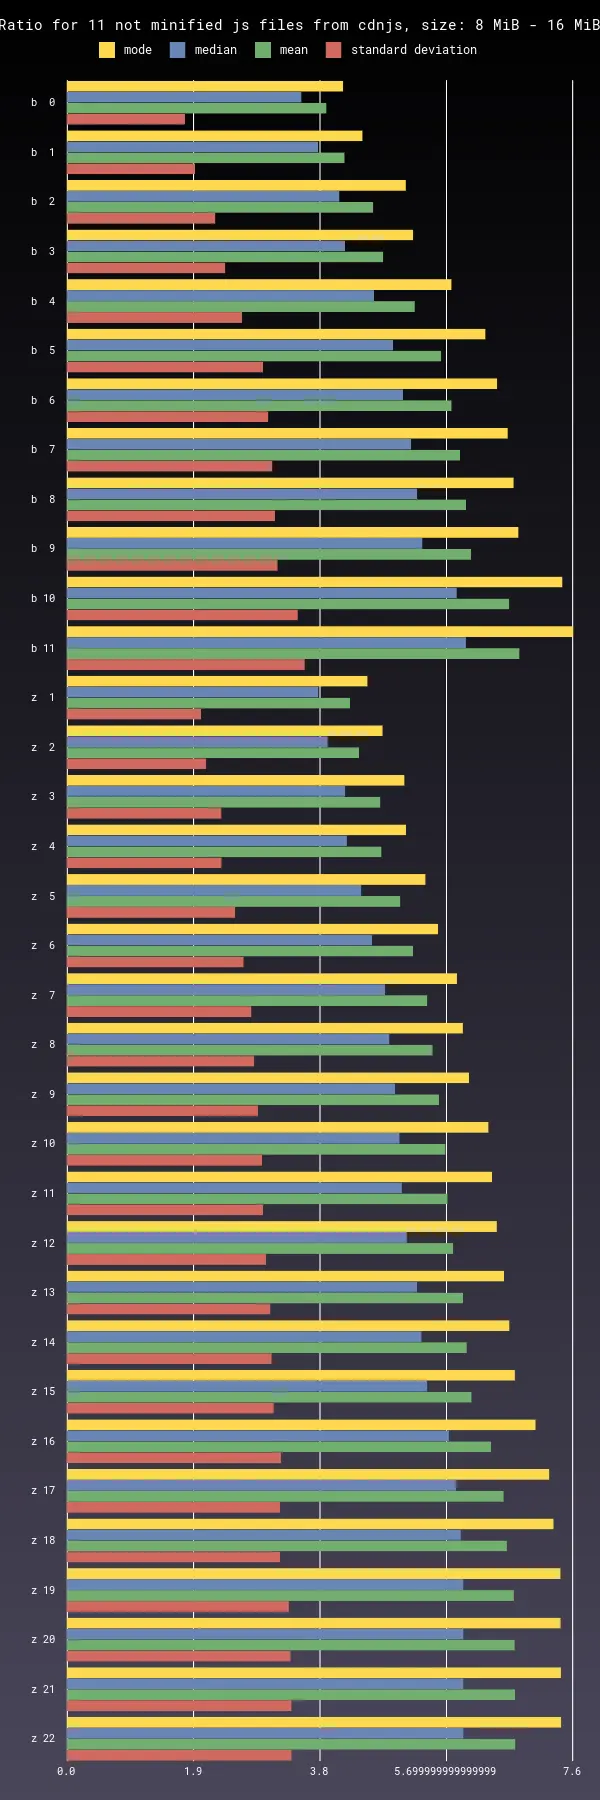 Ratio for 11 not minified js files from cdnjs, size: 8 MiB - 16 MiB
mode median mean standard deviation
b 0
b 1
b 2
b 3
b 4
b 5
b 6
b 7
b 8
b 9
b 10
b 11
z 1
z 2
z 3
z 4
z 5
z 6
z 7
z 8
z 9
z 10
z 11
z 12
z 13
z 14
z 15
z 16
z 17
z 18
z 19
z 20
z 21
z 22
0.0 1.9 3.8 5.699999999999999 7.6